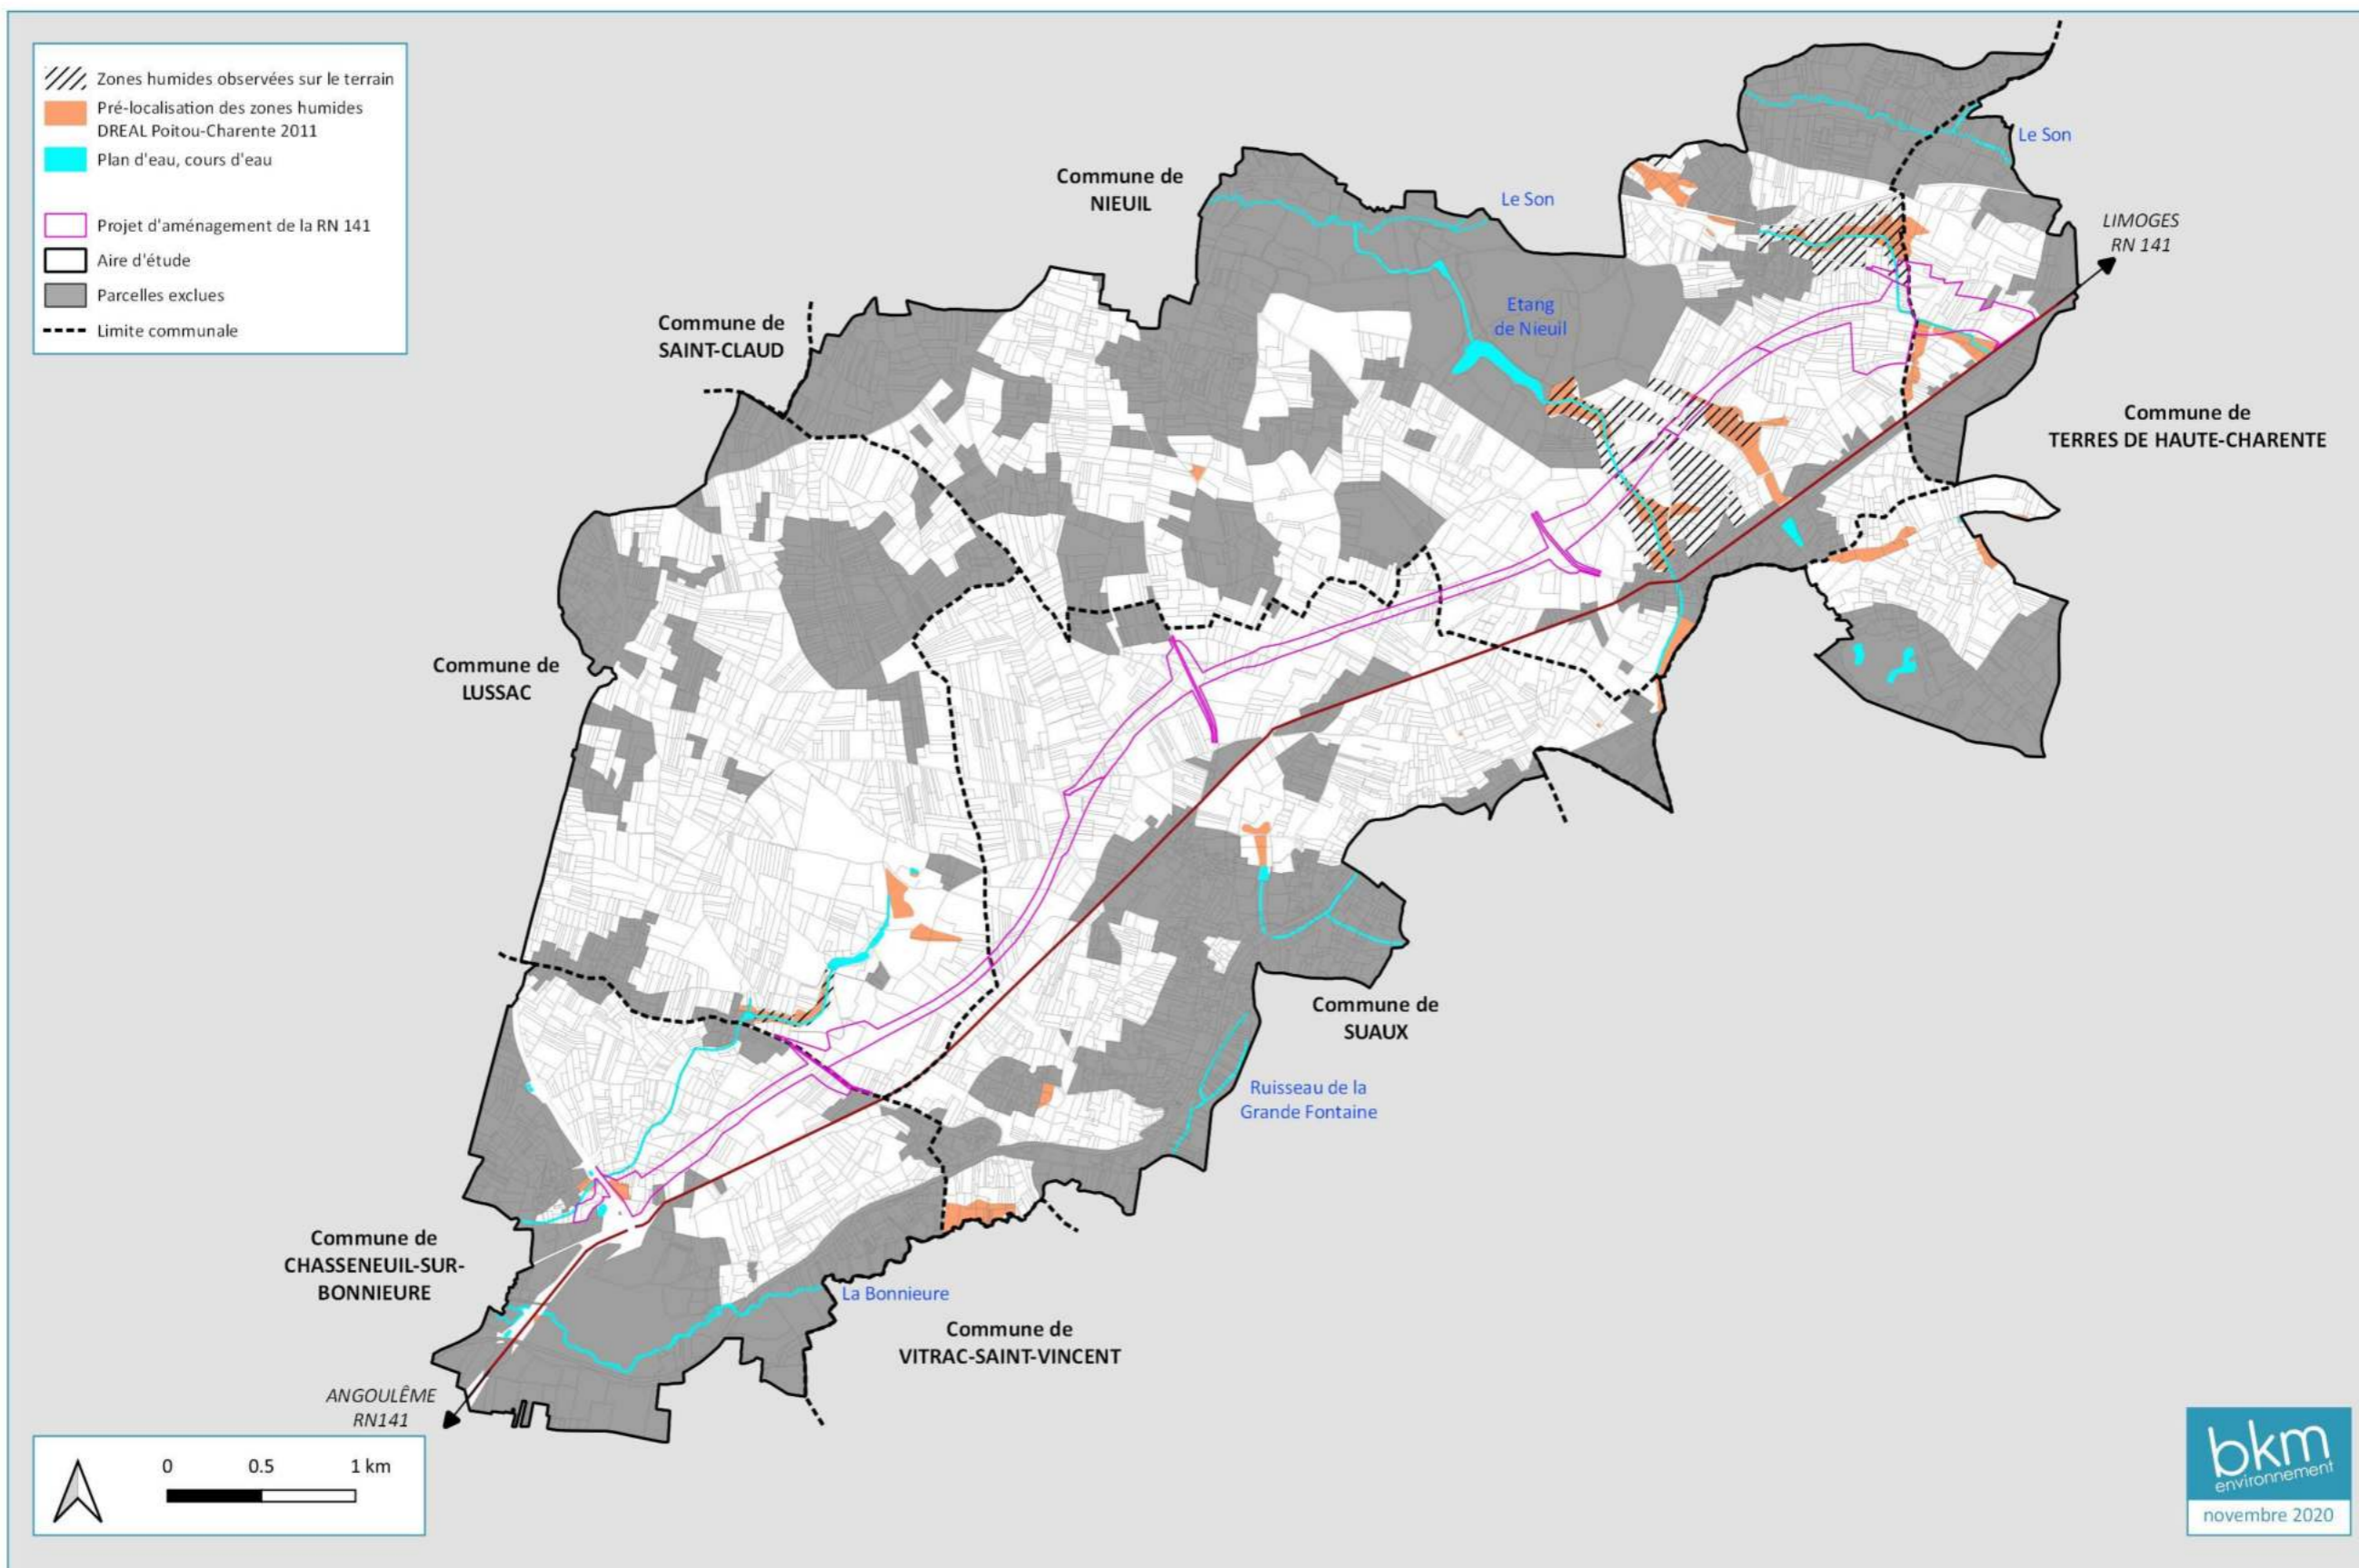 Zones humides observées sur le terrain
Pré-localisation des zones humides
DREAL Poitou-Charente 2011
Plan d'eau, cours d'eau
Projet d'aménagement de la RN 141
Aire d'étude
Parcelles exclues
Limite communale
Le Son
Commune de
NIEUIL
Le Son
LIMOGES
RN 141
Etang
de Nieuil
Commune de
SAINT-CLAUD
Commune de
TERRES DE HAUTE-CHARENTE
Commune de
LUSSAC
Commune de
SUAUX
Ruisseau de la
Grande Fontaine
Commune de
CHASSENEUIL-SUR-
BONNIEURE
La Bonnieure
Commune de
VITRAC-SAINT-VINCENT
ANGOULÊME
RN141
0 0.5 1 km
bkm
environnement
novembre 2020